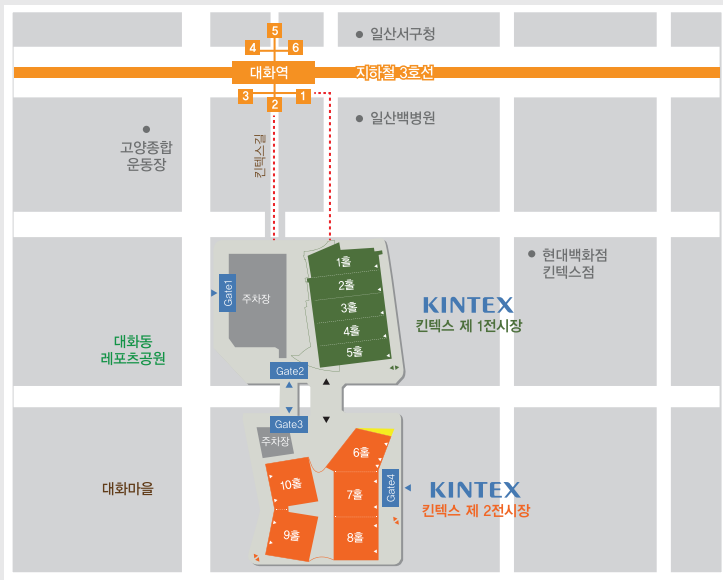 5
일산서구청
4
6
대화역
지하철 3호선
3
1
2
일산백병원
고양종합
운동장
킨텍스길
현대백화점
킨텍스점
1홀
2홀
3홀
4홀
5홀
Gate1
주차장
KINTEX
킨텍스 제 1전시장
대화동
레포츠공원
Gate2
Gate3
주차장
6홀
10홀
7홀
Gate4
KINTEX
킨텍스 제 2전시장
대화마을
9홀
8홀